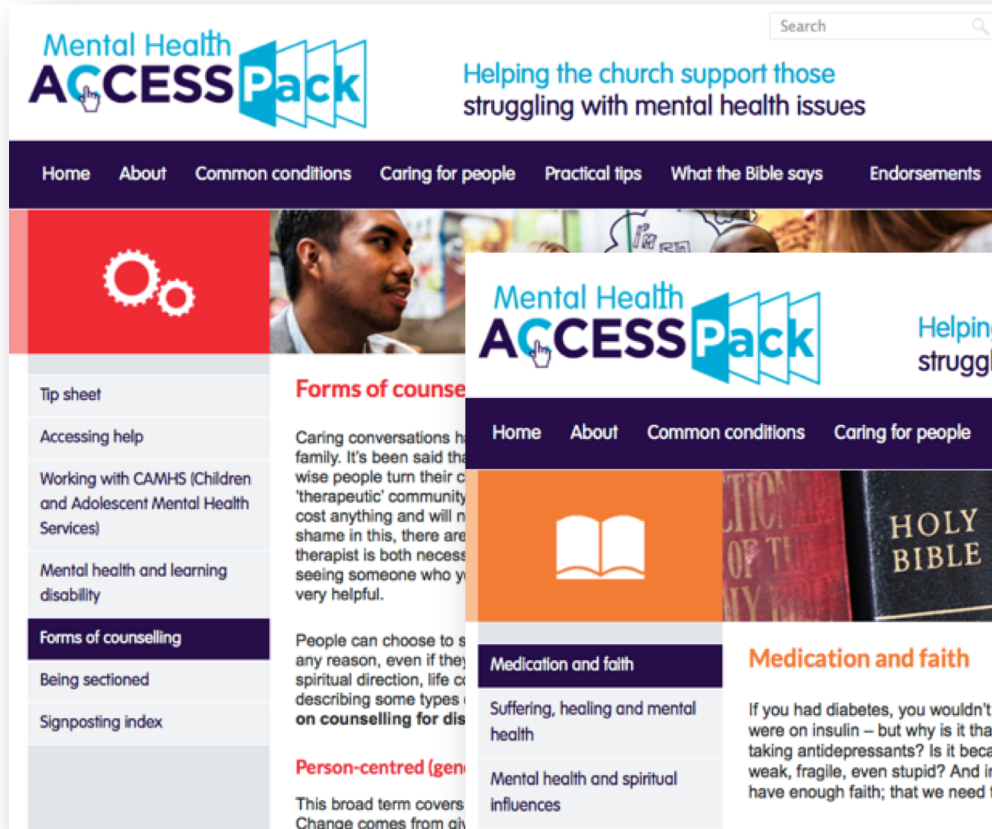 Search
Mental Health
ACCESS Pack
Helping the church support those
struggling with mental health issues
Home About Common conditions Caring for people Practical tips What the Bible says Endorsements
I'm so
Tip sheet
Accessing help
Working with CAMHS (Children
and Adolescent Mental Health
Services)
Mental health and learning
disability
Forms of counselling
Being sectioned
Signposting index
Forms of counse
Caring conversations ha
family. It's been said tha
wise people turn their c
'therapeutic' community
cost anything and will n
shame in this, there are
therapist is both necess
seeing someone who yo
very helpful.
People can choose to s
any reason, even if they
spiritual direction, life co
describing some types
on counselling for dis
Person-centred (gen
This broad term covers
Change comes from giv
Mental Health
ACCESS Pack
Helping
struggl
Home About Common conditions Caring for people
HOLY
BIBLE
Medication and faith
Suffering, healing and mental
health
Mental health and spiritual
influences
Medication and faith
If you had diabetes, you wouldn't
were on insulin – but why is it tha
taking antidepressants? Is it beca
weak, fragile, even stupid? And in
have enough faith; that we need